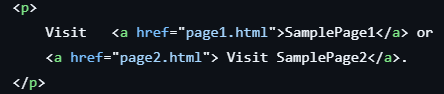 <p>
    Visit   <a href="page1.html">SamplePage1</a> or
    <a href="page2.html"> Visit SamplePage2</a>.
</p>